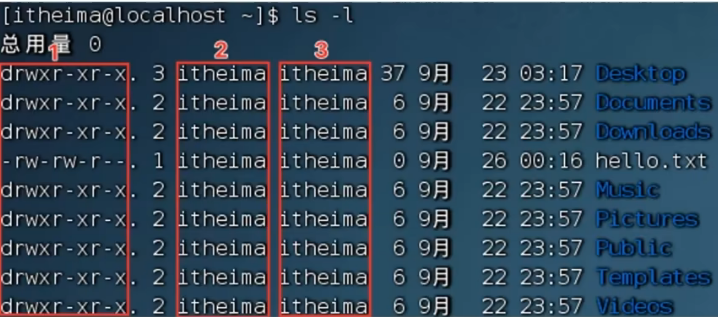 [itheima@localhost ~]$ ls -l
总用量 0
1 2 3
drwxr-xr-x. 3 itheima itheima 37 9月 23 03:17 Desktop
drwxr-xr-x. 2 itheima itheima 6 9月 22 23:57 Documents
drwxr-xr-x. 2 itheima itheima 6 9月 22 23:57 Downloads
-rw-rw-r--. 1 itheima itheima 0 9月 26 00:16 hello.txt
drwxr-xr-x. 2 itheima itheima 6 9月 22 23:57 Music
drwxr-xr-x. 2 itheima itheima 6 9月 22 23:57 Pictures
drwxr-xr-x. 2 itheima itheima 6 9月 22 23:57 Public
drwxr-xr-x. 2 itheima itheima 6 9月 22 23:57 Templates
drwxr-xr-x. 2 itheima itheima 6 9月 22 23:57 Videos